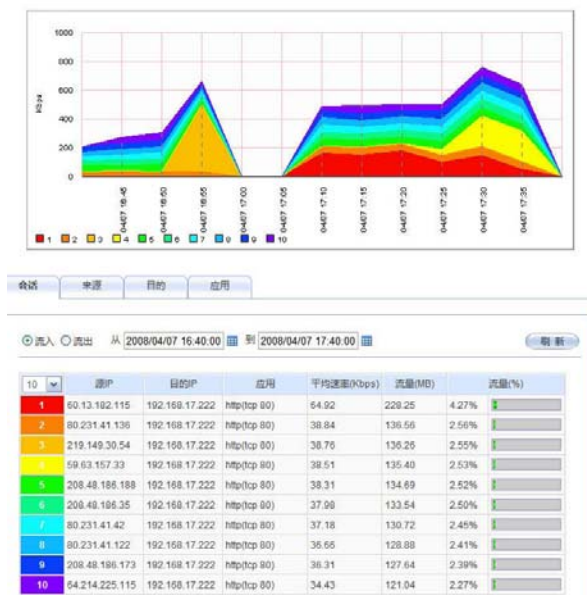 1000
800
600
400
200
0
Kbps
04/07 16:45
04/07 16:50
04/07 16:55
04/07 17:00
04/07 17:05
04/07 17:10
04/07 17:15
04/07 17:20
04/07 17:25
04/07 17:30
04/07 17:35
1 2 3 4 5 6 7 8 9 10
会话 来源 目的 应用
流入 流出 从 2008/04/07 16:40:00 到 2008/04/07 17:40:00 刷新
10 源IP 目的IP 应用 平均速率(Kbps) 流量(MB) 流量(%)
1 60.13.182.115 192.168.17.222 http(tcp 80) 64.92 228.25 4.27%
2 80.231.41.136 192.168.17.222 http(tcp 80) 38.84 136.56 2.56%
3 219.149.30.54 192.168.17.222 http(tcp 80) 38.76 136.26 2.55%
4 59.63.157.33 192.168.17.222 http(tcp 80) 38.51 135.40 2.53%
5 208.48.186.188 192.168.17.222 http(tcp 80) 38.31 134.69 2.52%
6 208.48.186.35 192.168.17.222 http(tcp 80) 37.98 133.54 2.50%
7 80.231.41.42 192.168.17.222 http(tcp 80) 37.18 130.72 2.45%
8 80.231.41.122 192.168.17.222 http(tcp 80) 36.66 128.88 2.41%
9 208.48.186.173 192.168.17.222 http(tcp 80) 36.31 127.64 2.39%
10 64.214.225.115 192.168.17.222 http(tcp 80) 34.43 121.04 2.27%